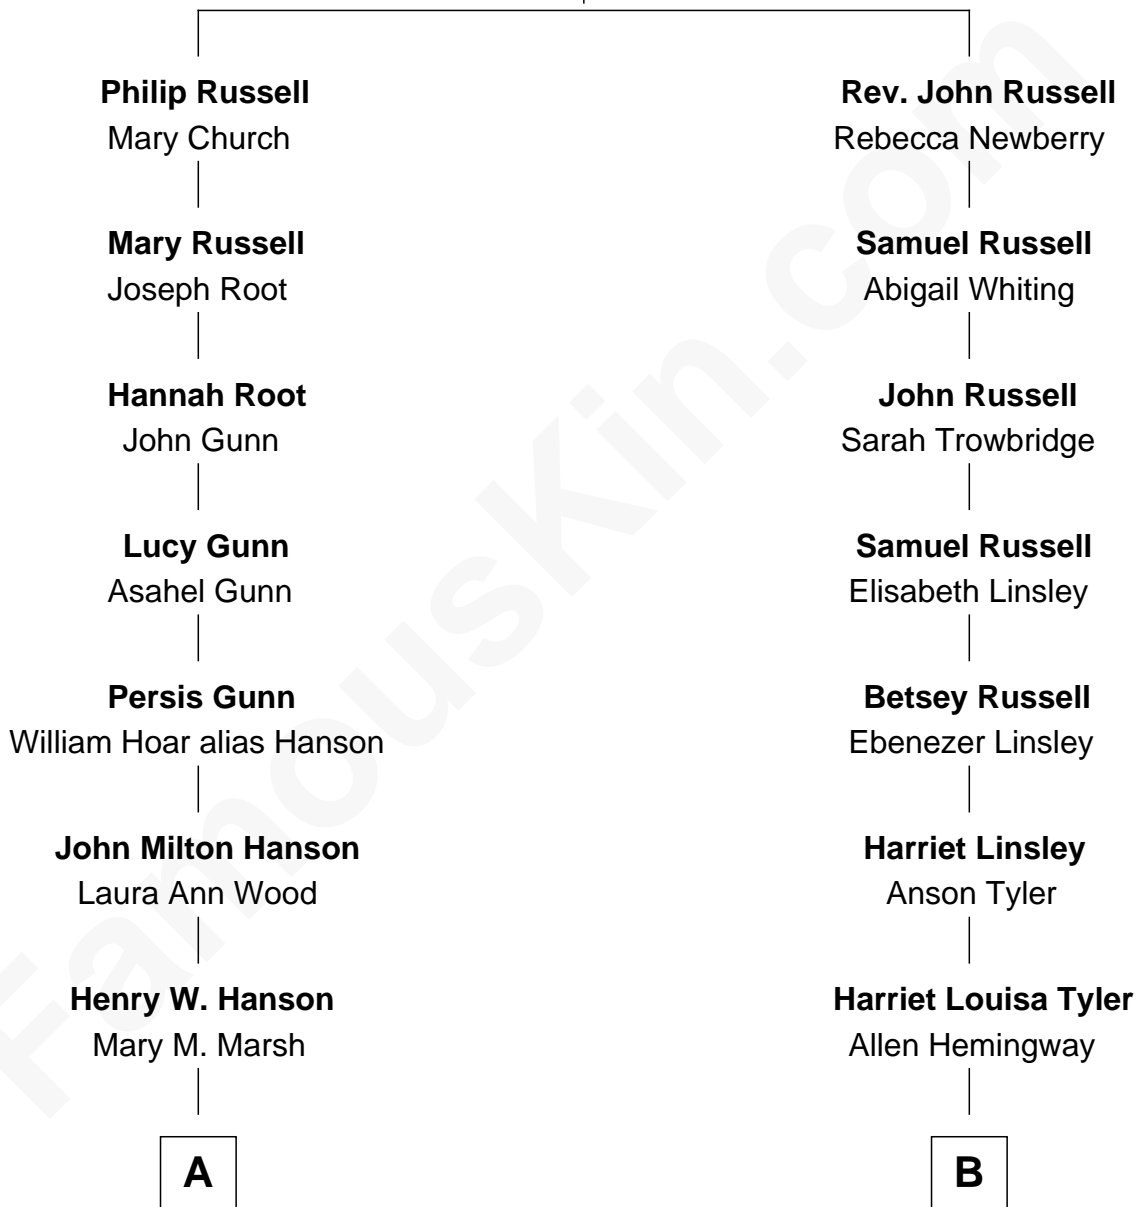 Philip Russell
Mary Church
Mary Russell
Joseph Root
Hannah Root
John Gunn
Lucy Gunn
Asahel Gunn
Persis Gunn
William Hoar alias Hanson
John Milton Hanson
Laura Ann Wood
Henry W. Hanson
Mary M. Marsh
A
Rev. John Russell
Rebecca Newberry
Samuel Russell
Abigail Whiting
John Russell
Sarah Trowbridge
Samuel Russell
Elisabeth Linsley
Betsey Russell
Ebenezer Linsley
Harriet Linsley
Anson Tyler
Harriet Louisa Tyler
Allen Hemingway
B
FamousKin.com